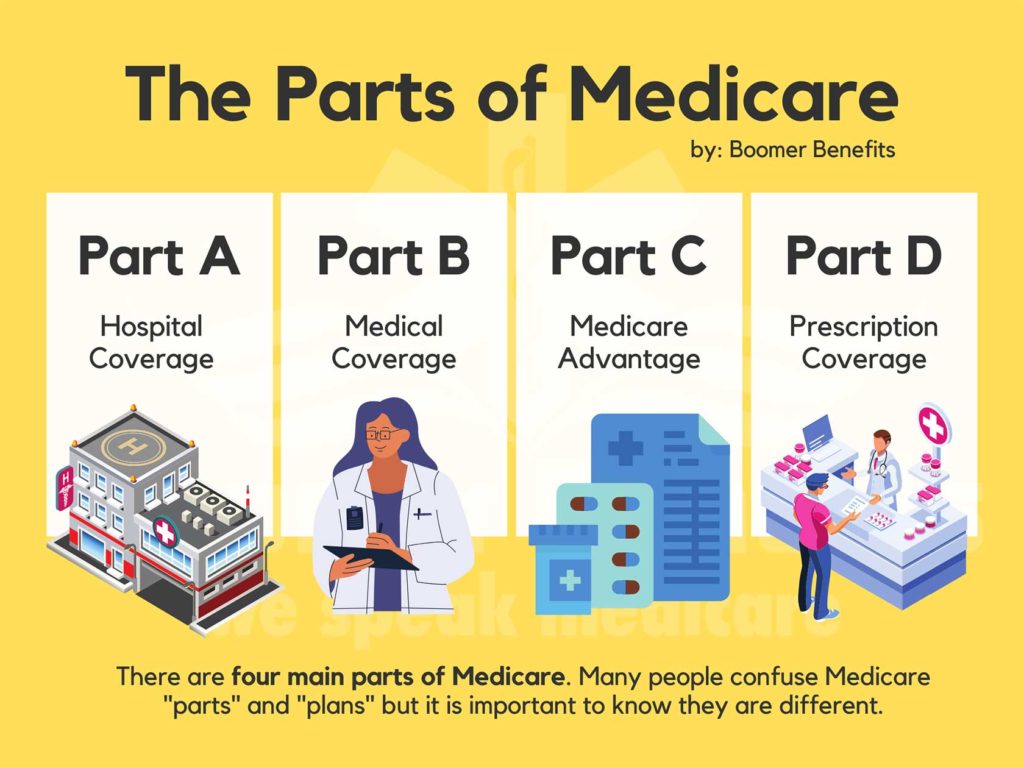 The Parts of Medicare
by: Boomer Benefits
Part A
Hospital
Coverage
Part B
Medical
Coverage
Part C
Medicare
Advantage
Part D
Prescription
Coverage
H
H
we speak medicare
There are four main parts of Medicare. Many people confuse Medicare
"parts" and "plans" but it is important to know they are different.